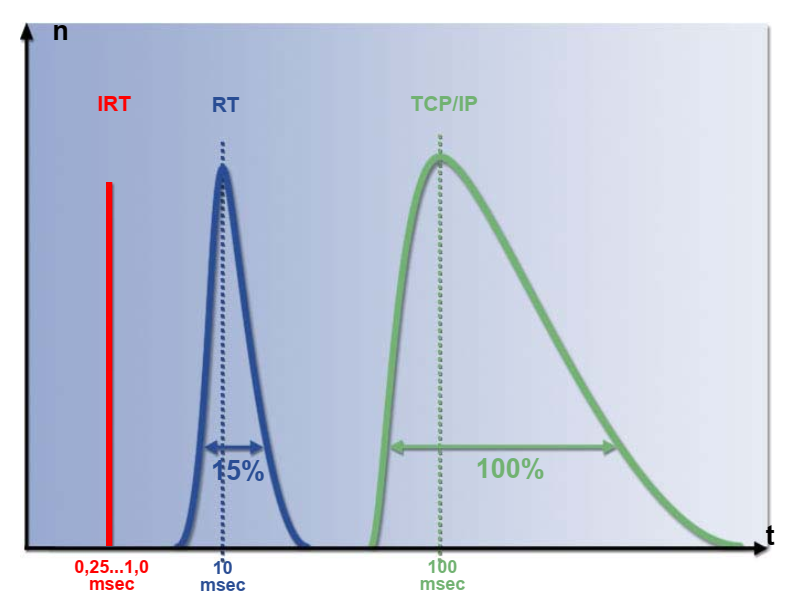 n
IRT
RT
TCP/IP
15%
100%
t
0,25...1,0
msec
10
msec
100
msec